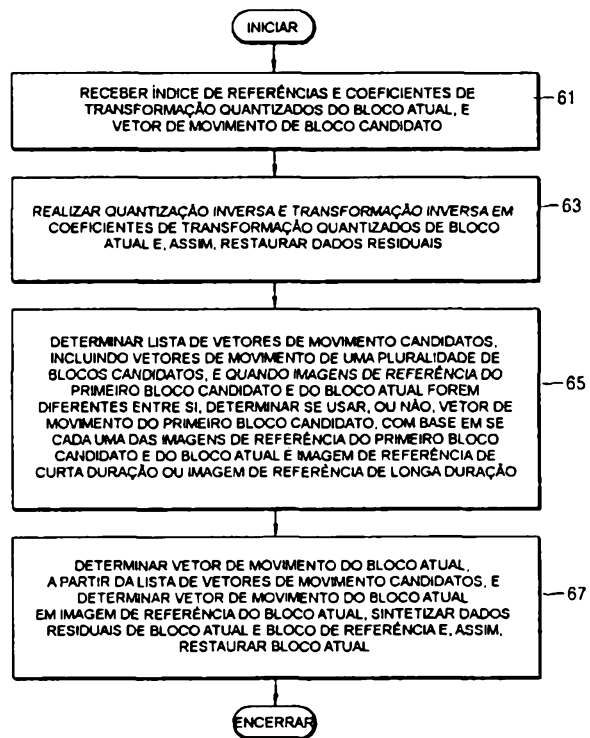 INICIAR
RECEBER ÍNDICE DE REFERÊNCIAS E COEFICIENTES DE
TRANSFORMAÇÃO QUANTIZADOS DO BLOCO ATUAL, E
VETOR DE MOVIMENTO DE BLOCO CANDIDATO
61
REALIZAR QUANTIZAÇÃO INVERSA E TRANSFORMAÇÃO INVERSA EM
COEFICIENTES DE TRANSFORMAÇÃO QUANTIZADOS DE BLOCO
ATUAL E, ASSIM, RESTAURAR DADOS RESIDUAIS
63
DETERMINAR LISTA DE VETORES DE MOVIMENTO CANDIDATOS,
INCLUINDO VETORES DE MOVIMENTO DE UMA PLURALIDADE DE
BLOCOS CANDIDATOS, E QUANDO IMAGENS DE REFERÊNCIA DO
PRIMEIRO BLOCO CANDIDATO E DO BLOCO ATUAL FOREM
DIFERENTES ENTRE SI, DETERMINAR SE USAR, OU NÃO, VETOR DE
MOVIMENTO DO PRIMEIRO BLOCO CANDIDATO, COM BASE EM SE
CADA UMA DAS IMAGENS DE REFERÊNCIA DO PRIMEIRO BLOCO
CANDIDATO E DO BLOCO ATUAL É IMAGEM DE REFERÊNCIA DE
CURTA DURAÇÃO OU IMAGEM DE REFERÊNCIA DE LONGA DURAÇÃO
65
DETERMINAR VETOR DE MOVIMENTO DO BLOCO ATUAL,
A PARTIR DA LISTA DE VETORES DE MOVIMENTO CANDIDATOS, E
DETERMINAR VETOR DE MOVIMENTO DO BLOCO ATUAL
EM IMAGEM DE REFERÊNCIA DO BLOCO ATUAL, SINTETIZAR DADOS
RESIDUAIS DE BLOCO ATUAL E BLOCO DE REFERÊNCIA E, ASSIM,
RESTAURAR BLOCO ATUAL
67
ENCERRAR